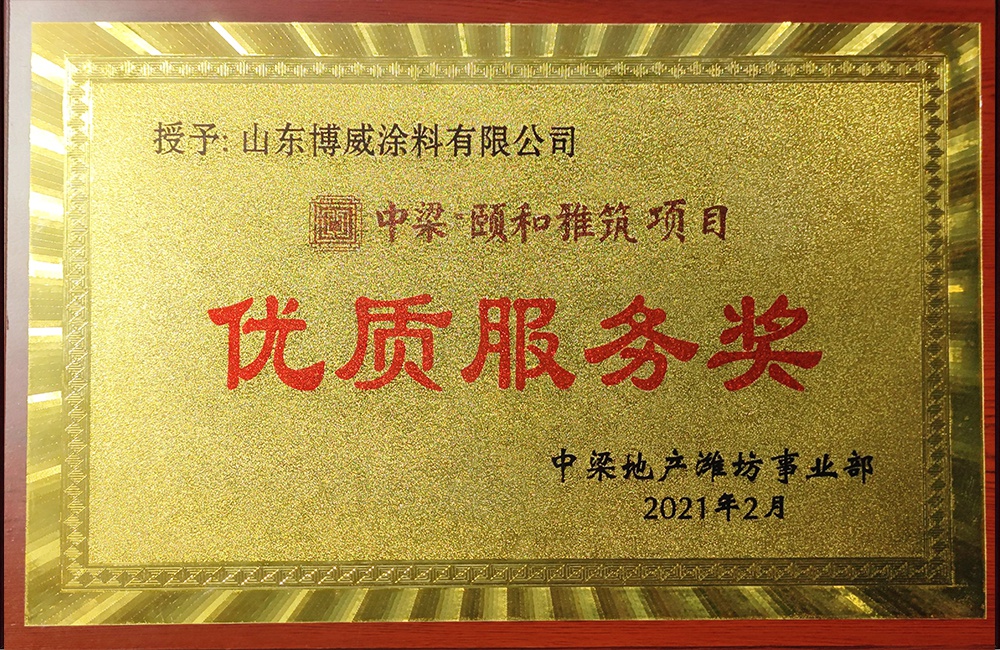 授予: 山东博威涂料有限公司
中梁·颐和雅筑项目
优质服务奖
中梁地产潍坊事业部
2021年2月